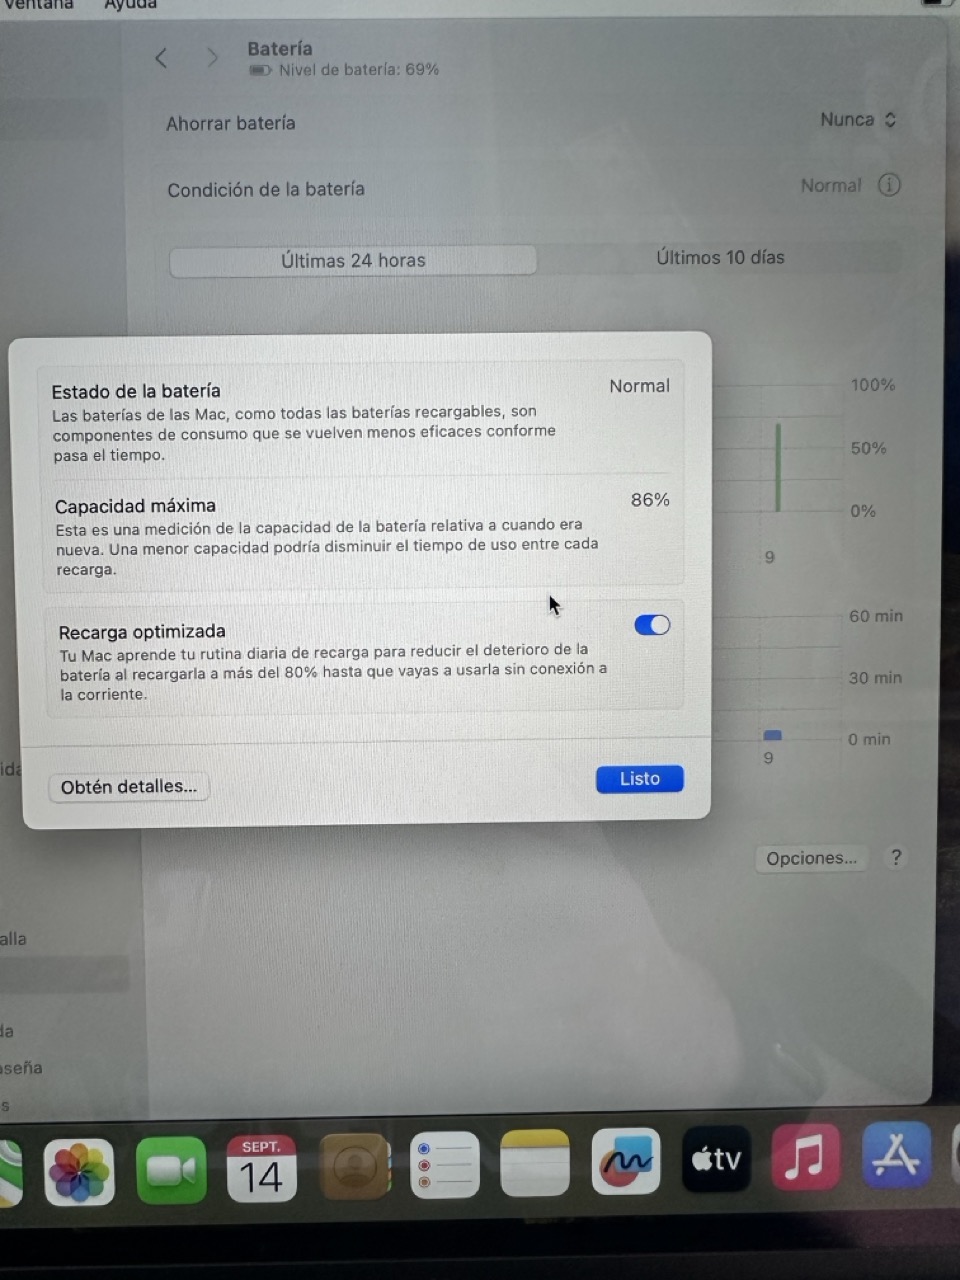 Ventana Ayuda
Batería
Nivel de batería: 69%
Ahorrar batería Nunca
Condición de la batería Normal
Últimas 24 horas Últimos 10 días
Estado de la batería Normal
Las baterías de las Mac, como todas las baterías recargables, son
componentes de consumo que se vuelven menos eficaces conforme
pasa el tiempo.
Capacidad máxima 86%
Esta es una medición de la capacidad de la batería relativa a cuando era
nueva. Una menor capacidad podría disminuir el tiempo de uso entre cada
recarga.
Recarga optimizada
Tu Mac aprende tu rutina diaria de recarga para reducir el deterioro de la
batería al recargarla a más del 80% hasta que vayas a usarla sin conexión a
la corriente.
Obtén detalles... Listo
100%
50%
0%
9
60 min
30 min
0 min
9
Opciones... ?
alla
da
oseña
s
SEPT.
14
tv